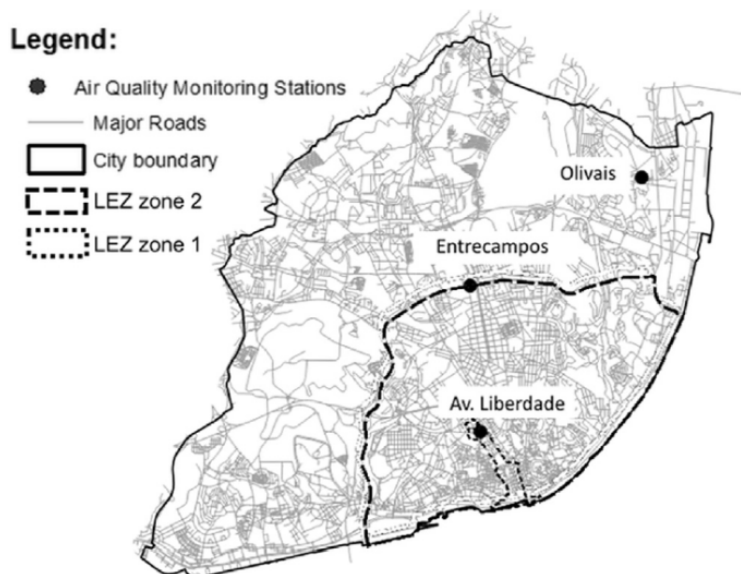 Legend:
Air Quality Monitoring Stations
Major Roads
City boundary
LEZ zone 2
LEZ zone 1
Olivais
Entrecampos
Av. Liberdade